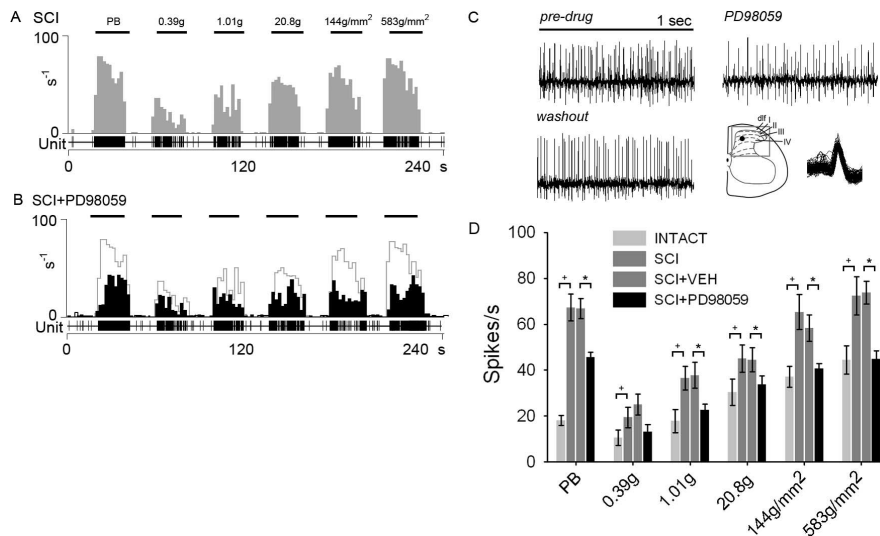 A SCI
PB 0.39g 1.01g 20.8g 144g/mm² 583g/mm²
100
s⁻¹
0
Unit
0 120 240 s
B SCI+PD98059
100
s⁻¹
0
Unit
0 120 240 s
C
pre-drug 1 sec PD98059
washout
dlf I
II
III
IV
D
100
80
60
40
20
0
Spikes/s
INTACT
SCI
SCI+VEH
SCI+PD98059
+ * + + * + * + * + *
PB 0.39g 1.01g 20.8g 144g/mm² 583g/mm²